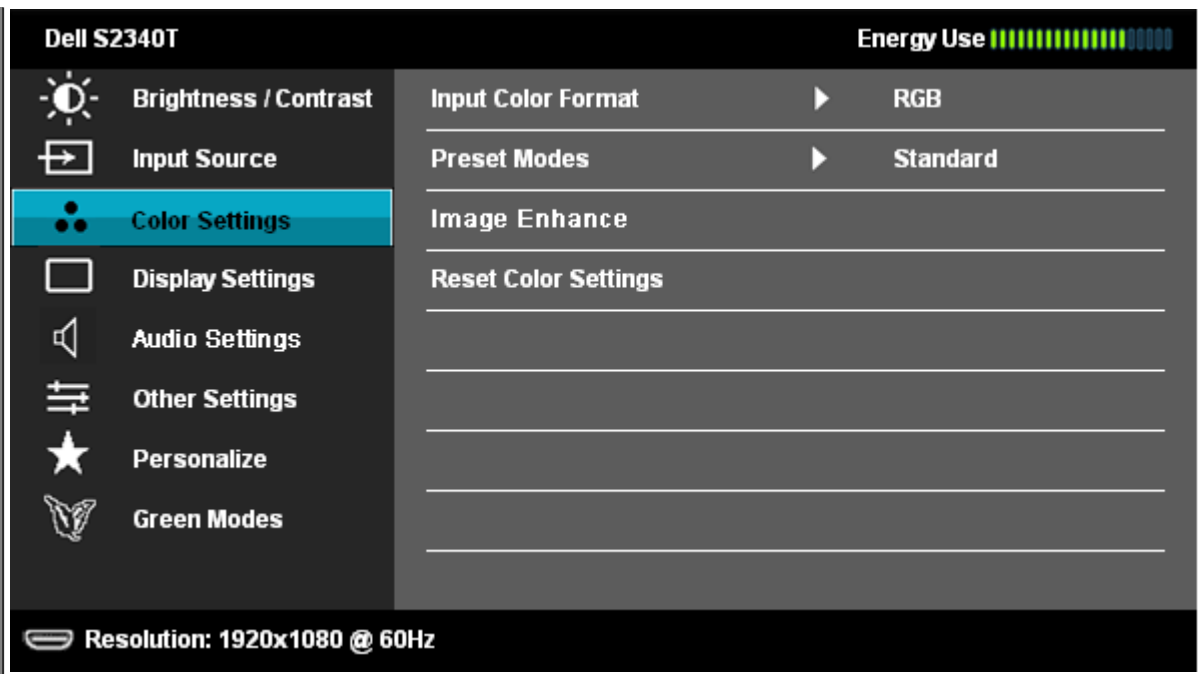 Dell S2340T Energy Use
Brightness / Contrast Input Color Format RGB
Input Source Preset Modes Standard
Color Settings Image Enhance
Display Settings Reset Color Settings
Audio Settings
Other Settings
Personalize
Green Modes
Resolution: 1920x1080 @ 60Hz